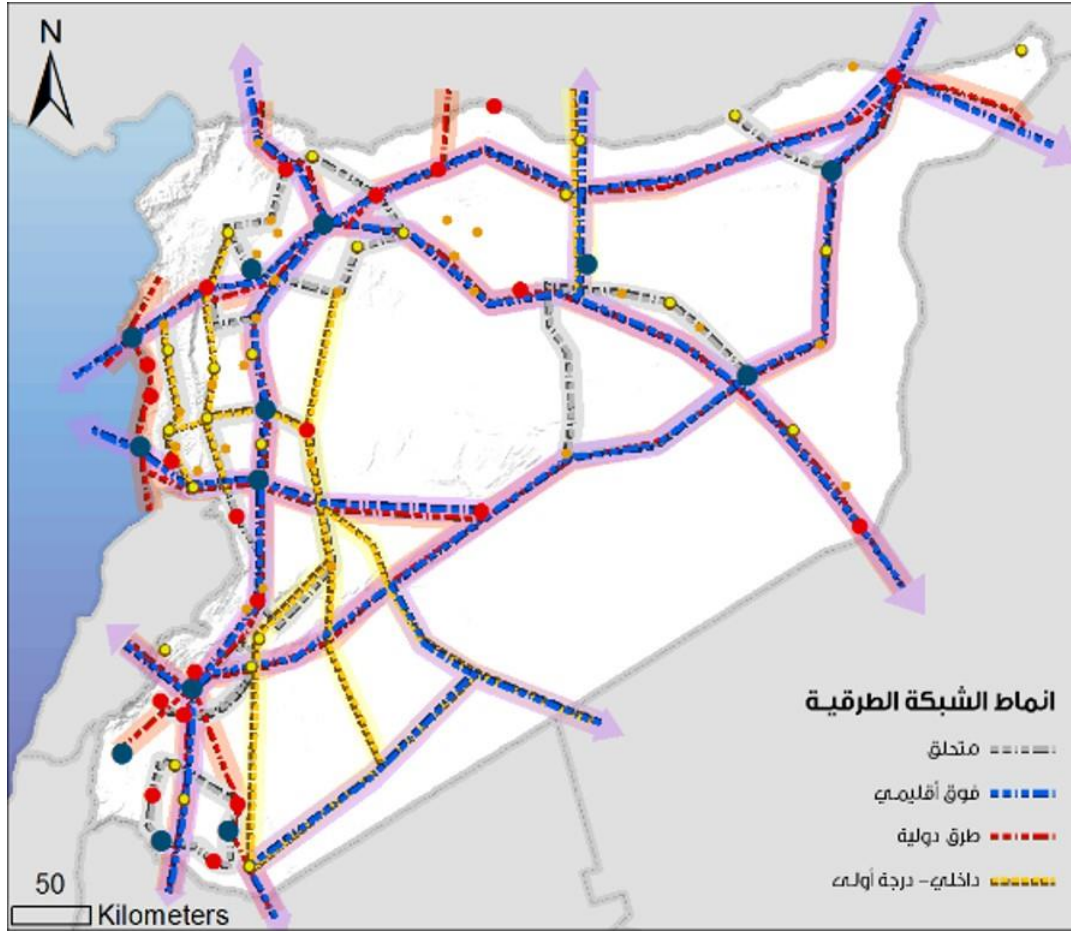 N
انماط الشبكة الطرقية
متحلق
فوق أقليمي
طرق دولية
داخلي- درجة أولى
50
Kilometers